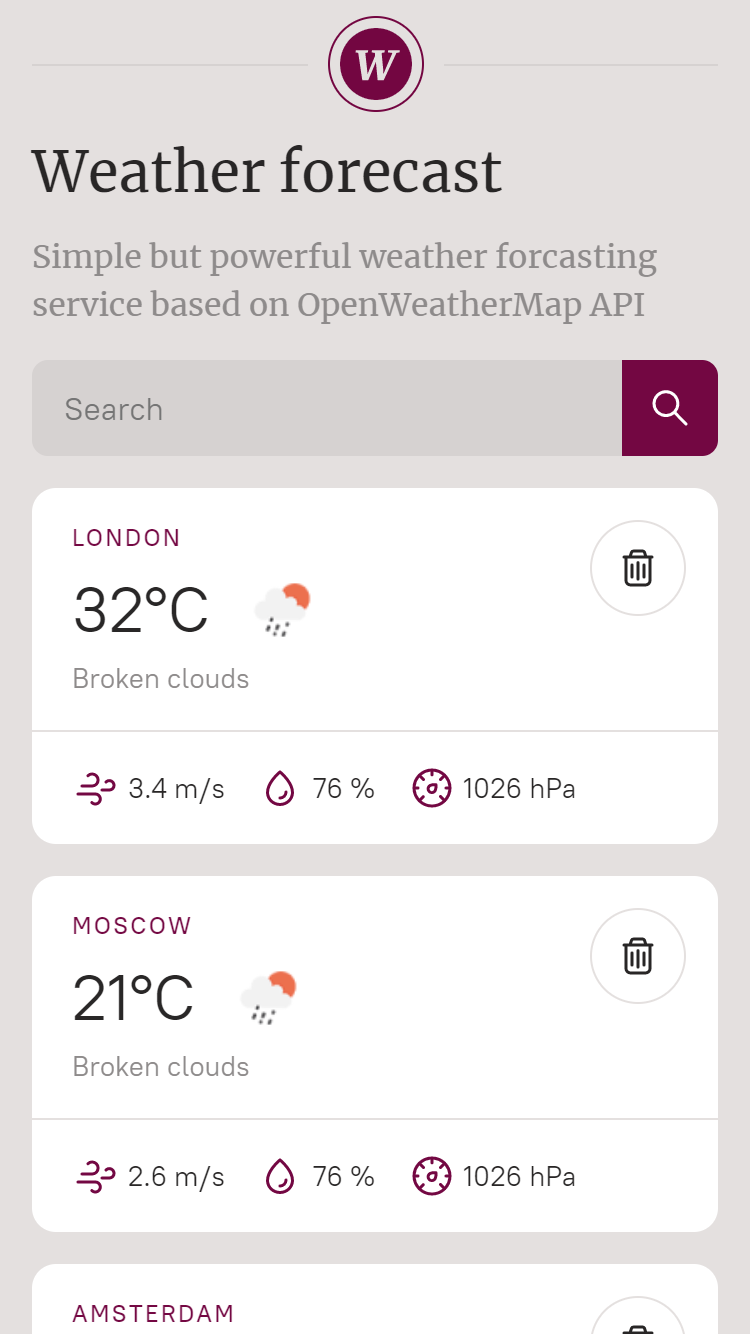 W
Weather forecast
Simple but powerful weather forcasting
service based on OpenWeatherMap API
Search
LONDON
32°C
Broken clouds
3.4 m/s 76 % 1026 hPa
MOSCOW
21°C
Broken clouds
2.6 m/s 76 % 1026 hPa
AMSTERDAM